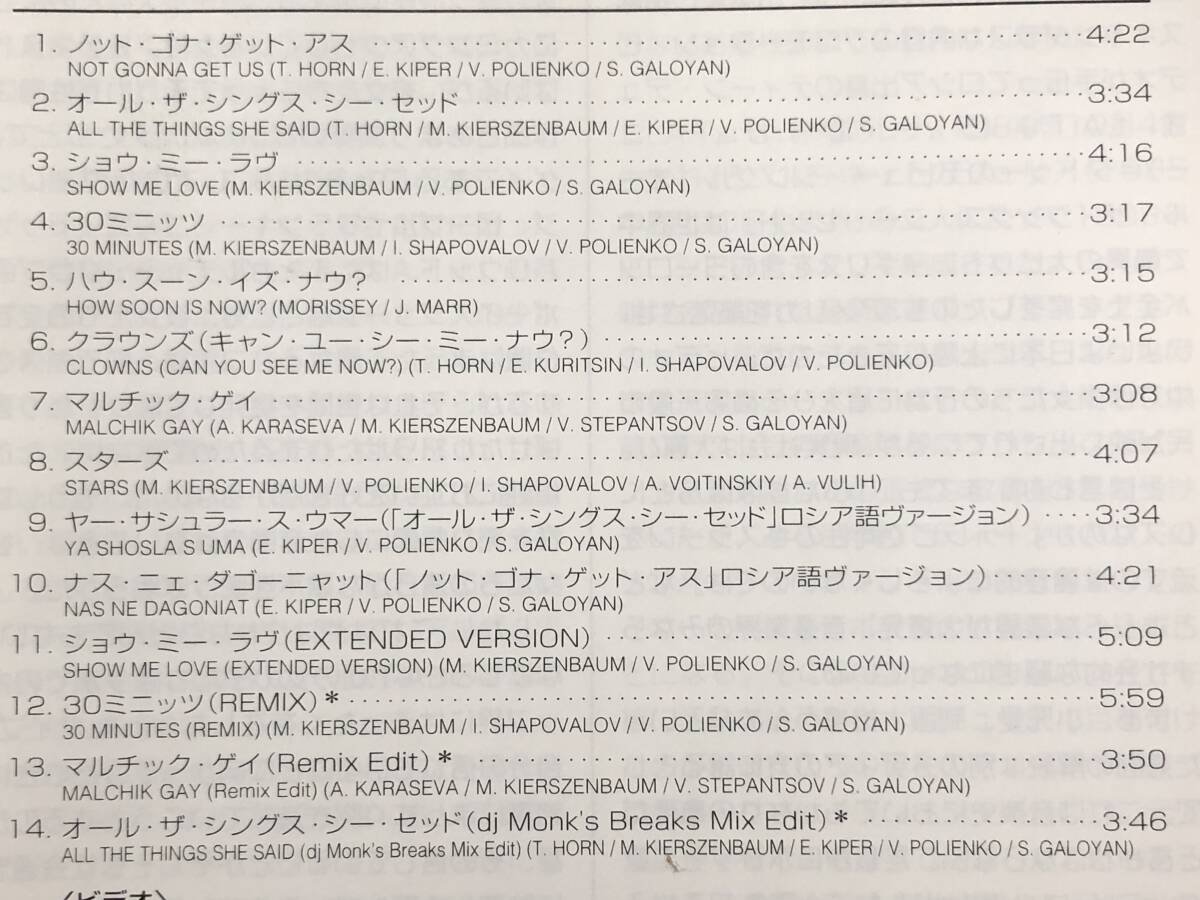 1. ノット・ゴナ・ゲット・アス 4:22
NOT GONNA GET US (T. HORN / E. KIPER / V. POLIENKO / S. GALOYAN)
2. オール・ザ・シングス・シー・セッド 3:34
ALL THE THINGS SHE SAID (T. HORN / M. KIERSZENBAUM / E. KIPER / V. POLIENKO / S. GALOYAN)
3. ショウ・ミー・ラヴ 4:16
SHOW ME LOVE (M. KIERSZENBAUM / V. POLIENKO / S. GALOYAN)
4. 30ミニッツ 3:17
30 MINUTES (M. KIERSZENBAUM / I. SHAPOVALOV / V. POLIENKO / S. GALOYAN)
5. ハウ・スーン・イズ・ナウ? 3:15
HOW SOON IS NOW? (MORISSEY / J. MARR)
6. クラウンズ(キャン・ユー・シー・ミー・ナウ?) 3:12
CLOWNS (CAN YOU SEE ME NOW?) (T. HORN / E. KURITSIN / I. SHAPOVALOV / V. POLIENKO)
7. マルチック・ゲイ 3:08
MALCHIK GAY (A. KARASEVA / M. KIERSZENBAUM / V. STEPANTSOV / S. GALOYAN)
8. スターズ 4:07
STARS (M. KIERSZENBAUM / V. POLIENKO / I. SHAPOVALOV / A. VOITINSKIY / A. VULIH)
9. ヤー・サシュラー・ス・ウマー(「オール・ザ・シングス・シー・セッド」ロシア語ヴァージョン) 3:34
YA SHOSLA S UMA (E. KIPER / V. POLIENKO / S. GALOYAN)
10. ナス・ニェ・ダゴーニャット(「ノット・ゴナ・ゲット・アス」ロシア語ヴァージョン) 4:21
NAS NE DAGONIAT (E. KIPER / V. POLIENKO / S. GALOYAN)
11. ショウ・ミー・ラヴ(EXTENDED VERSION) 5:09
SHOW ME LOVE (EXTENDED VERSION) (M. KIERSZENBAUM / V. POLIENKO / S. GALOYAN)
12. 30ミニッツ(REMIX)* 5:59
30 MINUTES (REMIX) (M. KIERSZENBAUM / I. SHAPOVALOV / V. POLIENKO / S. GALOYAN)
13. マルチック・ゲイ(Remix Edit)* 3:50
MALCHIK GAY (Remix Edit) (A. KARASEVA / M. KIERSZENBAUM / V. STEPANTSOV / S. GALOYAN)
14. オール・ザ・シングス・シー・セッド(dj Monk's Breaks Mix Edit)* 3:46
ALL THE THINGS SHE SAID (dj Monk's Breaks Mix Edit) (T. HORN / M. KIERSZENBAUM / E. KIPER / V. POLIENKO / S. GALOYAN)
〈ビデオ〉